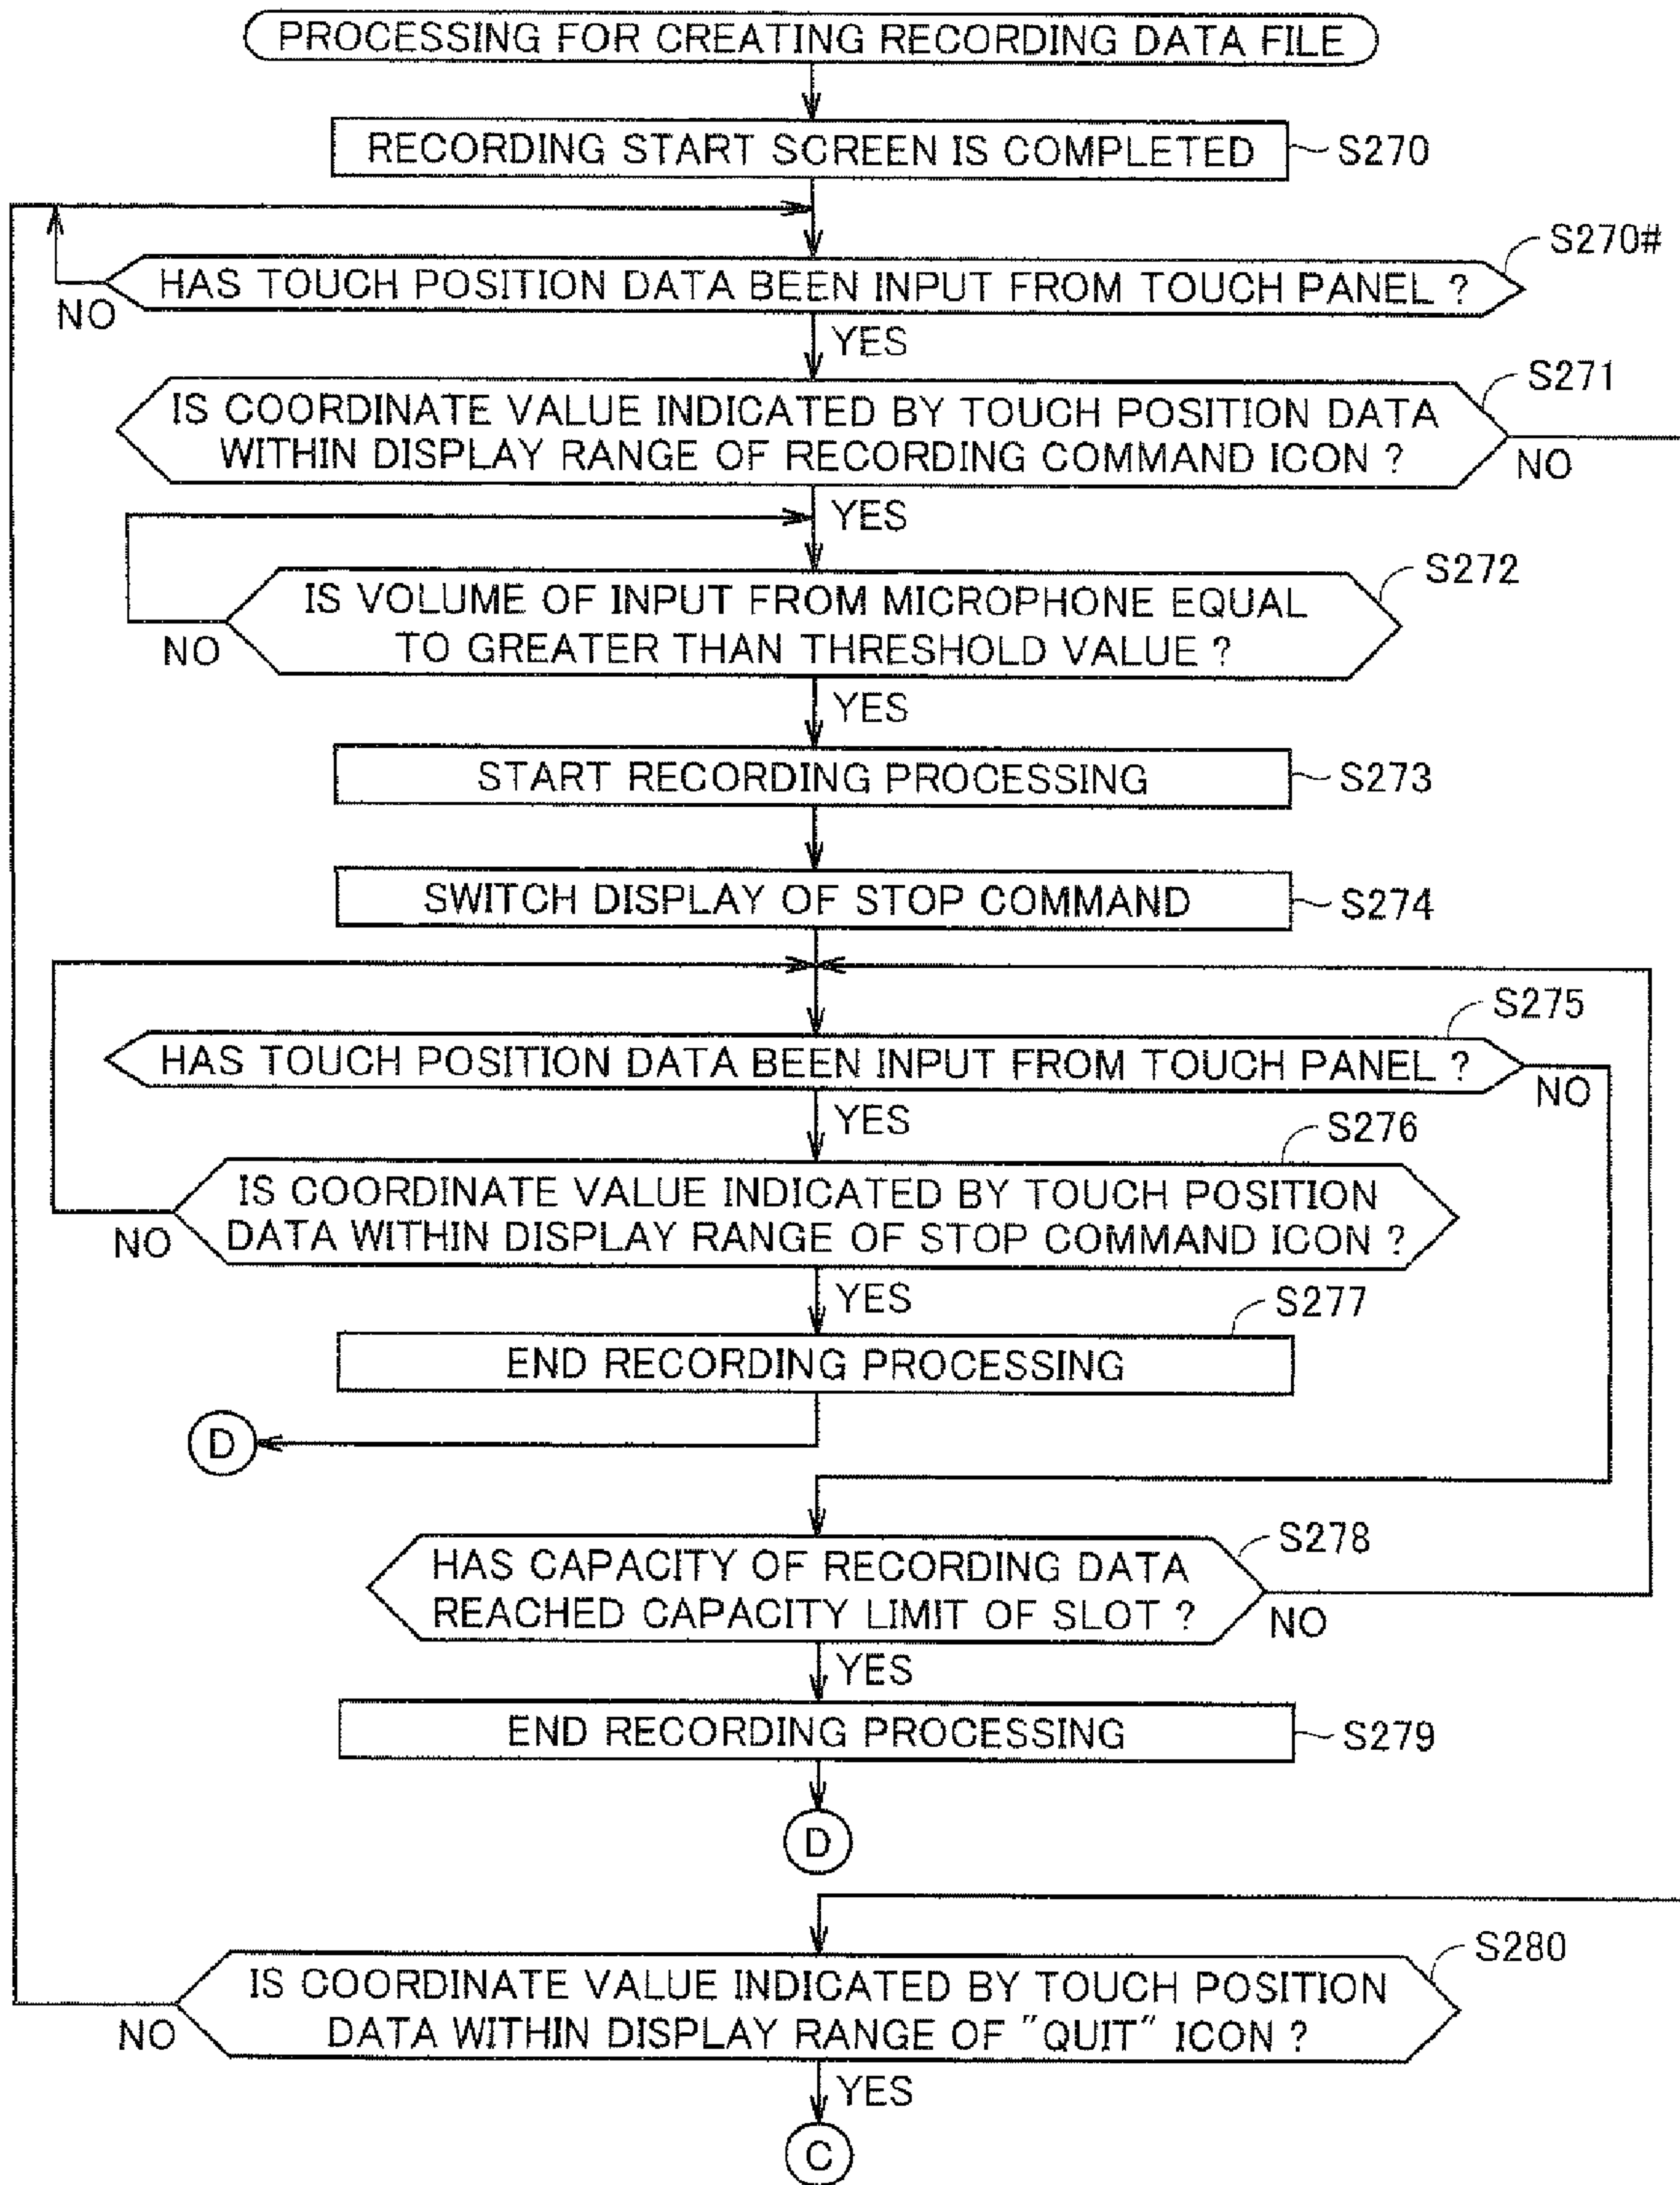 PROCESSING FOR CREATING RECORDING DATA FILE
RECORDING START SCREEN IS COMPLETED
S270
HAS TOUCH POSITION DATA BEEN INPUT FROM TOUCH PANEL ?
S270#
NO
YES
IS COORDINATE VALUE INDICATED BY TOUCH POSITION DATA
WITHIN DISPLAY RANGE OF RECORDING COMMAND ICON ?
S271
NO
YES
IS VOLUME OF INPUT FROM MICROPHONE EQUAL
TO GREATER THAN THRESHOLD VALUE ?
S272
NO
YES
START RECORDING PROCESSING
S273
SWITCH DISPLAY OF STOP COMMAND
S274
HAS TOUCH POSITION DATA BEEN INPUT FROM TOUCH PANEL ?
S275
NO
YES
IS COORDINATE VALUE INDICATED BY TOUCH POSITION
DATA WITHIN DISPLAY RANGE OF STOP COMMAND ICON ?
S276
NO
YES
END RECORDING PROCESSING
S277
D
HAS CAPACITY OF RECORDING DATA
REACHED CAPACITY LIMIT OF SLOT ?
S278
NO
YES
END RECORDING PROCESSING
S279
D
IS COORDINATE VALUE INDICATED BY TOUCH POSITION
DATA WITHIN DISPLAY RANGE OF "QUIT" ICON ?
S280
NO
YES
C